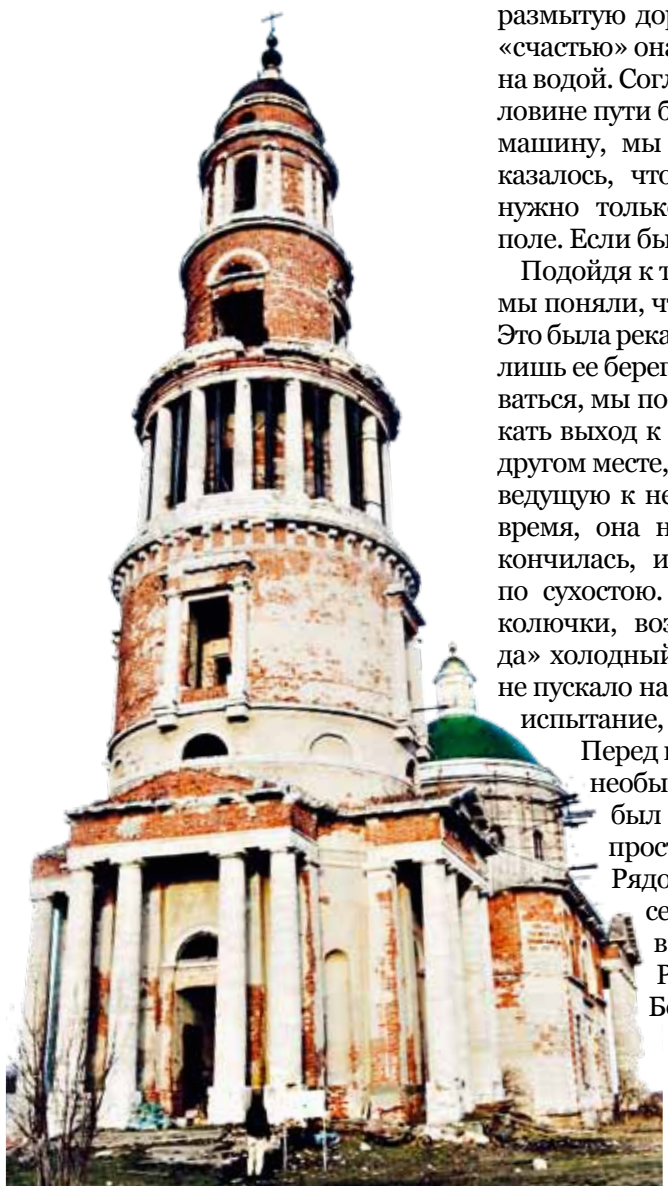 размытую дор
«счастью» она
на водой. Согл
ловине пути б
машину, мы
казалось, что
нужно тольк
поле. Если бы
Подойдя к т
мы поняли, ч
Это была река
лишь ее берег
ваться, мы по
кать выход к
другом месте,
ведущую к не
время, она н
кончилась, и
по сухостою.
колючки, воз
да» холодный
не пускало на
испытание,
Перед н
необы
был
прос
Рядо
се
в
Р
Бо